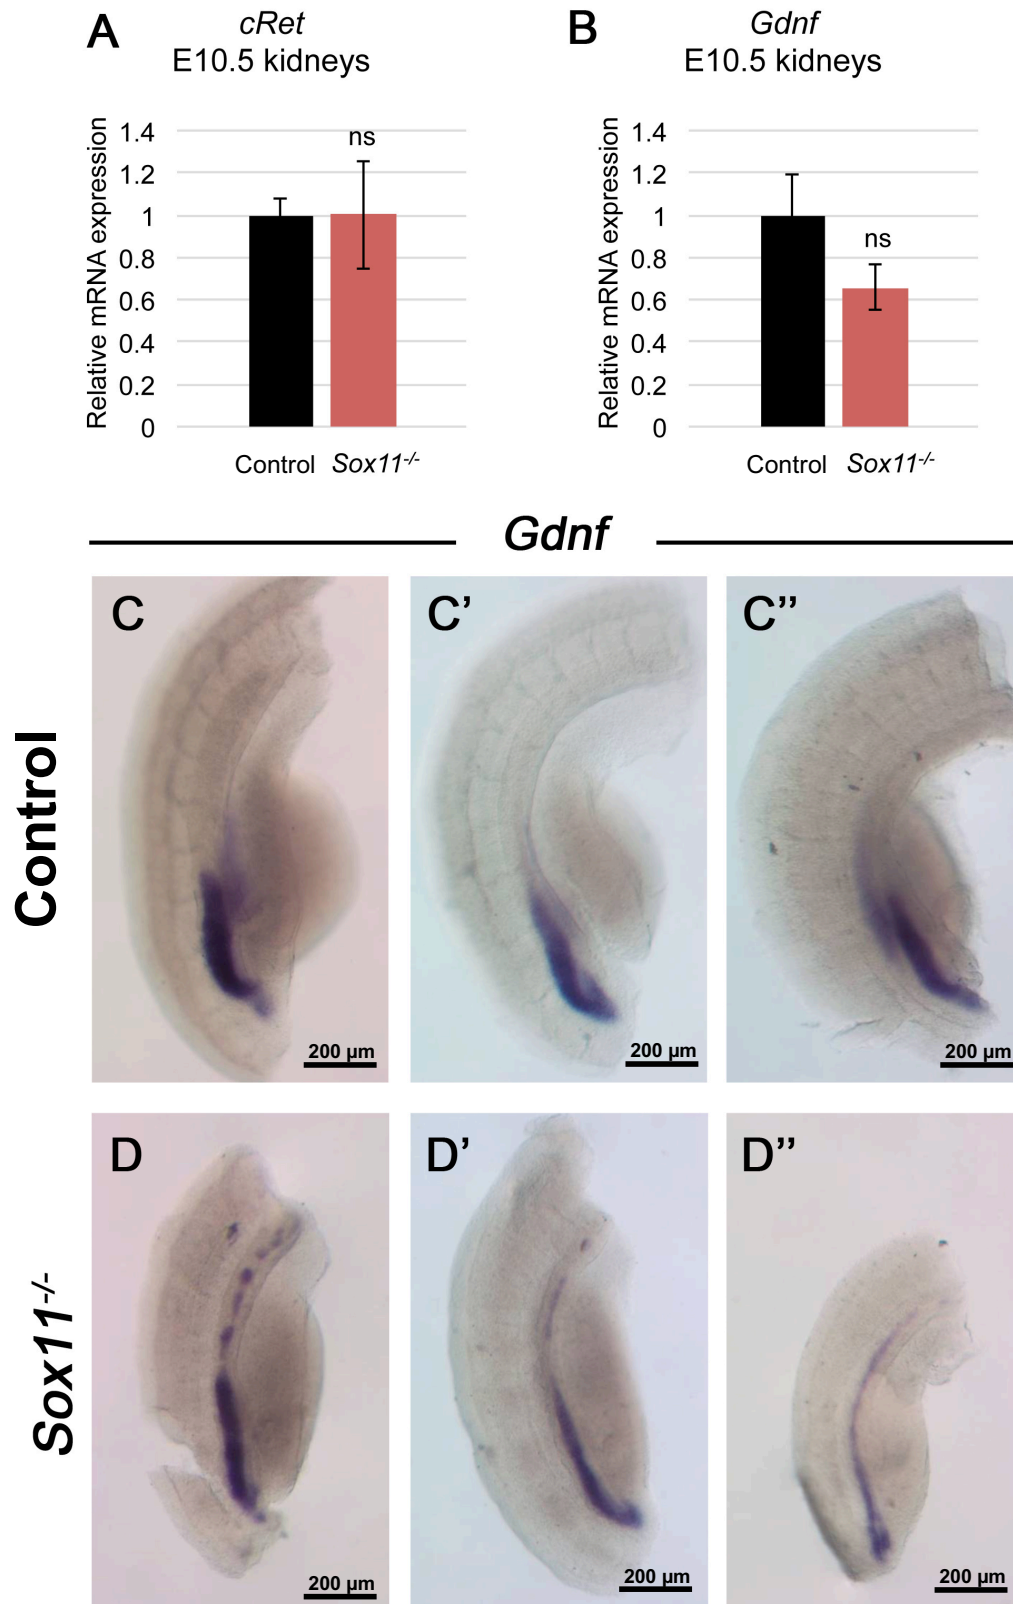 A
cRet
E10.5 kidneys
Relative mRNA expression
1.4
1.2
1
0.8
0.6
0.4
0.2
0
ns
Control
Sox11-/-
B
Gdnf
E10.5 kidneys
Relative mRNA expression
1.4
1.2
1
0.8
0.6
0.4
0.2
0
ns
Control
Sox11-/-
Gdnf
Control
C
200 µm
C’
200 µm
C’’
200 µm
Sox11-/-
D
200 µm
D’
200 µm
D’’
200 µm